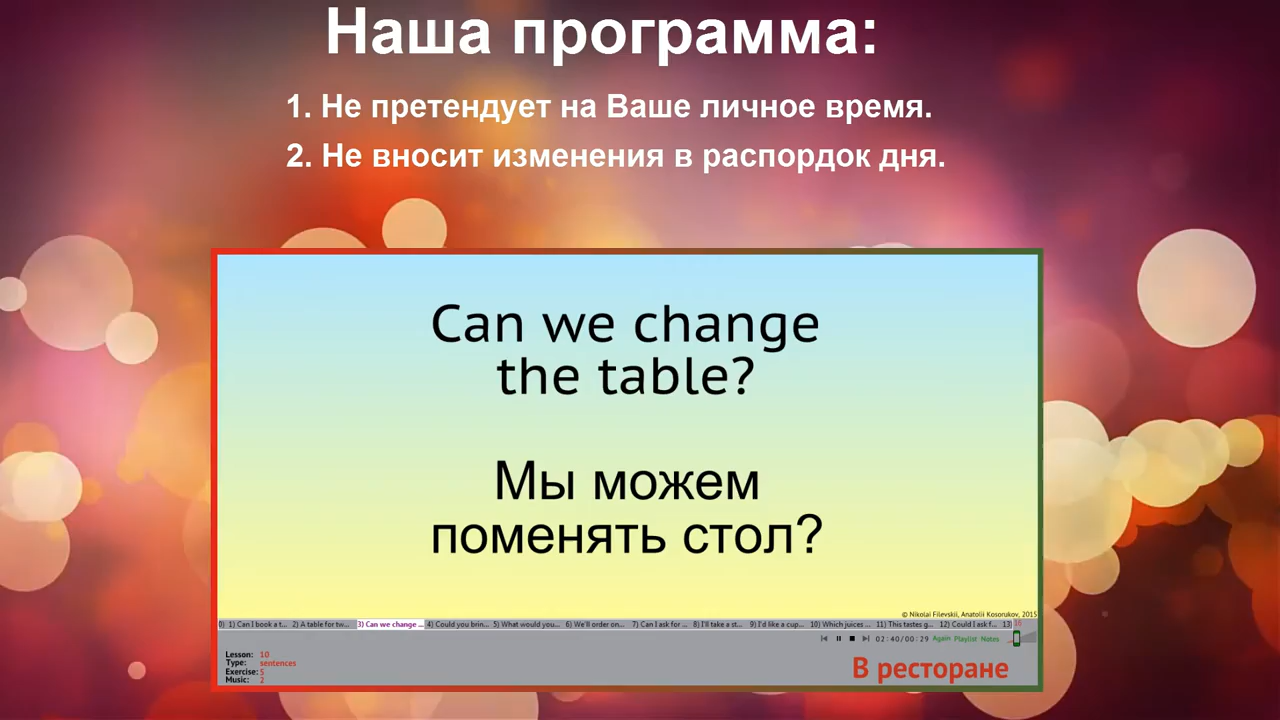 Наша программа:
1. Не претендует на Ваше личное время.
2. Не вносит изменения в распордок дня.
Can we change
the table?
Мы можем
поменять стол?
© Nikolai Filevskii, Anatolii Kosorukov, 2015
0) 1) Can I book a t... 2) A table for tw... 3) Can we change ... 4) Could you brin... 5) What would you... 6) We'll order on... 7) Can I ask for ... 8) I'll take a st... 9) I'd like a cup... 10) Which juices ... 11) This tastes g... 12) Could I ask f... 13) 16
02:40/00:29 Again Playlist Notes
Lesson: 10
Type: sentences
Exercise: 5
Music: 2
В ресторане